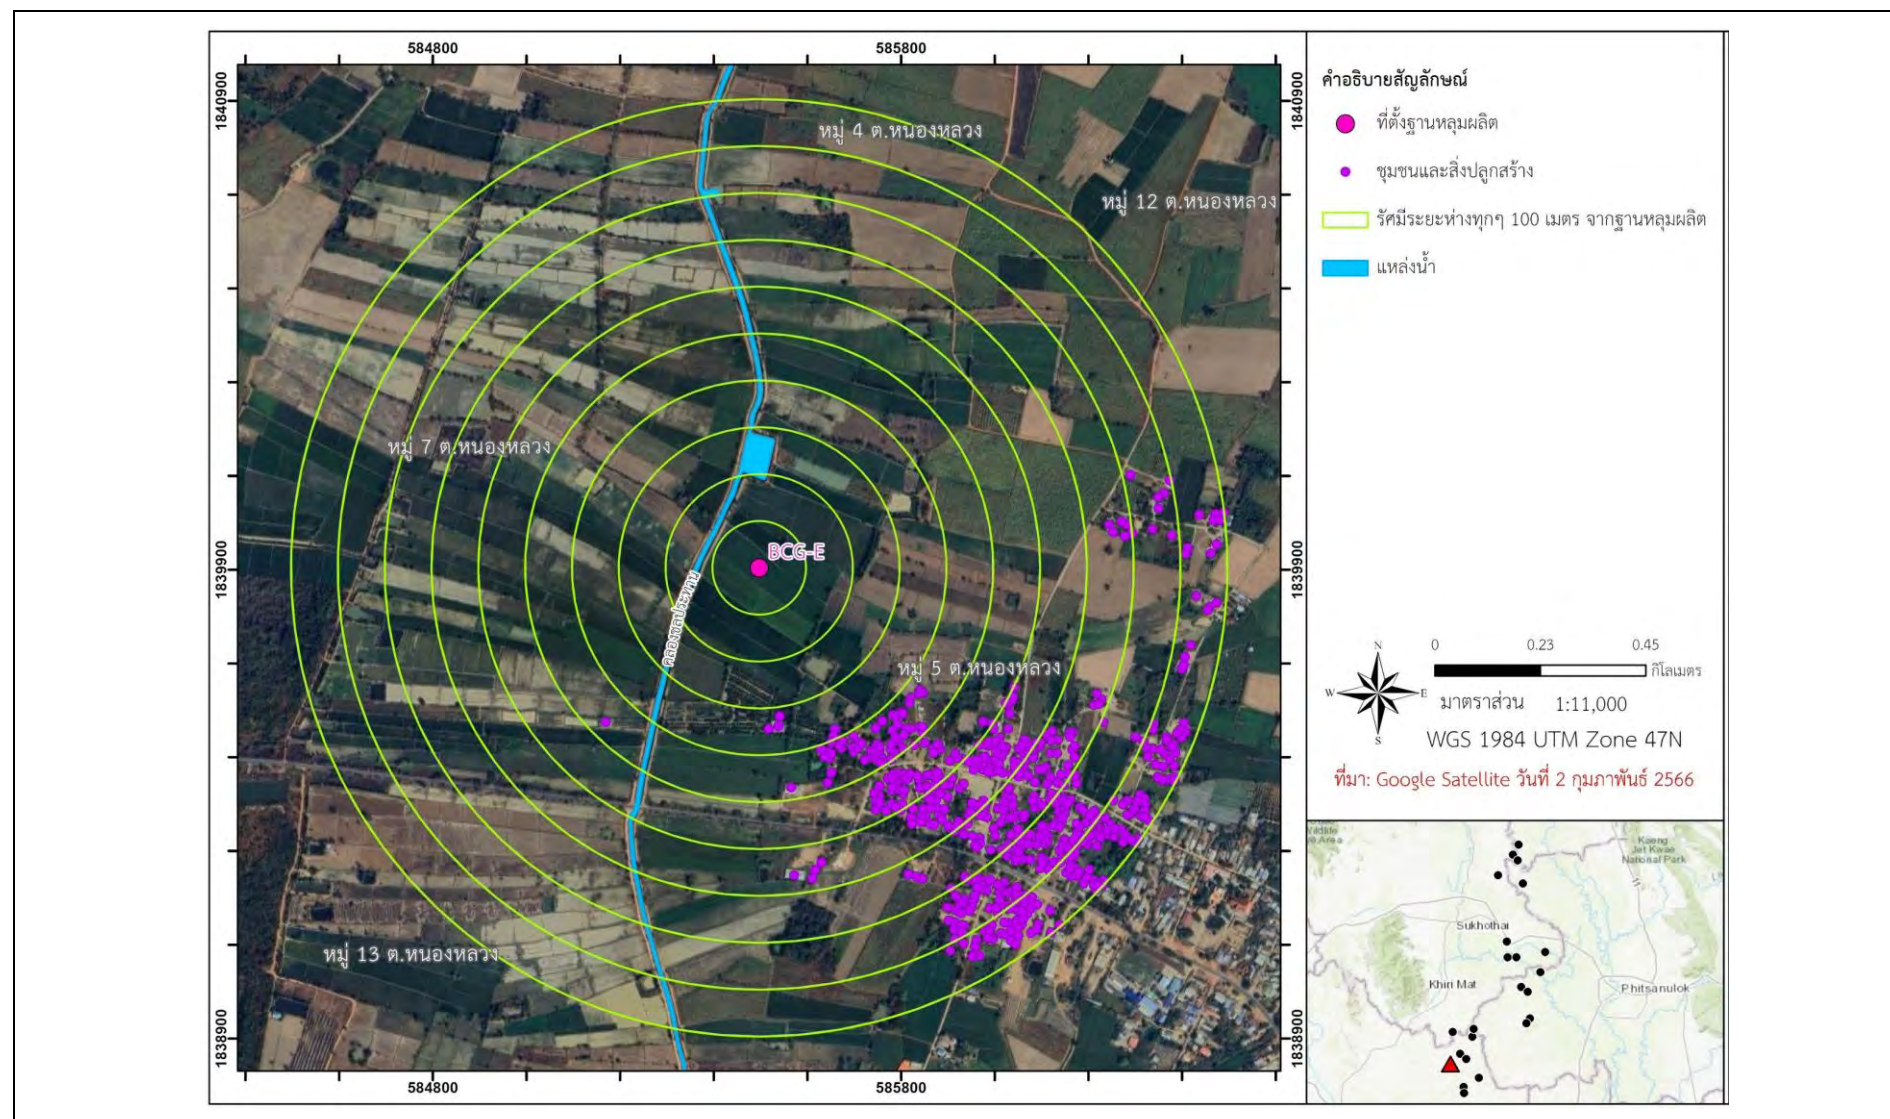 584800
585800
1840900
1840900
หมู่ 4 ต.หนองหลวง
หมู่ 12 ต.หนองหลวง
หมู่ 7 ต.หนองหลวง
BCG-E
1839900
1839900
คลองชลประทาน
หมู่ 5 ต.หนองหลวง
หมู่ 13 ต.หนองหลวง
1838900
1838900
584800
585800
คำอธิบายสัญลักษณ์
ที่ตั้งฐานหลุมผลิต
ชุมชนและสิ่งปลูกสร้าง
รัศมีระยะห่างทุกๆ 100 เมตร จากฐานหลุมผลิต
แหล่งน้ำ
N
W
E
S
0 0.23 0.45
กิโลเมตร
มาตราส่วน 1:11,000
WGS 1984 UTM Zone 47N
ที่มา: Google Satellite วันที่ 2 กุมภาพันธ์ 2566
Wildlife
Kaeng
Jet Kwae
National Park
Sukhothai
Khiri Mat
Phitsanulok